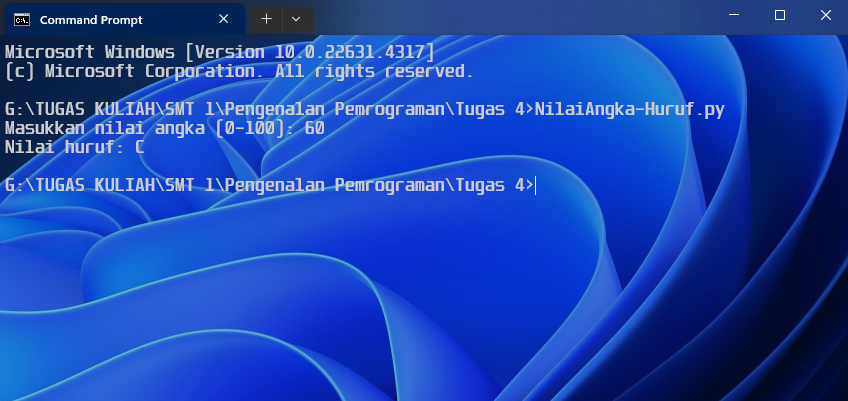 Command Prompt
Microsoft Windows [Version 10.0.22631.4317]
(c) Microsoft Corporation. All rights reserved.
G:\TUGAS KULIAH\SMT 1\Pengenalan Pemrograman\Tugas 4>NilaiAngka-Huruf.py
Masukkan nilai angka [0-100]: 60
Nilai huruf: C
G:\TUGAS KULIAH\SMT 1\Pengenalan Pemrograman\Tugas 4>